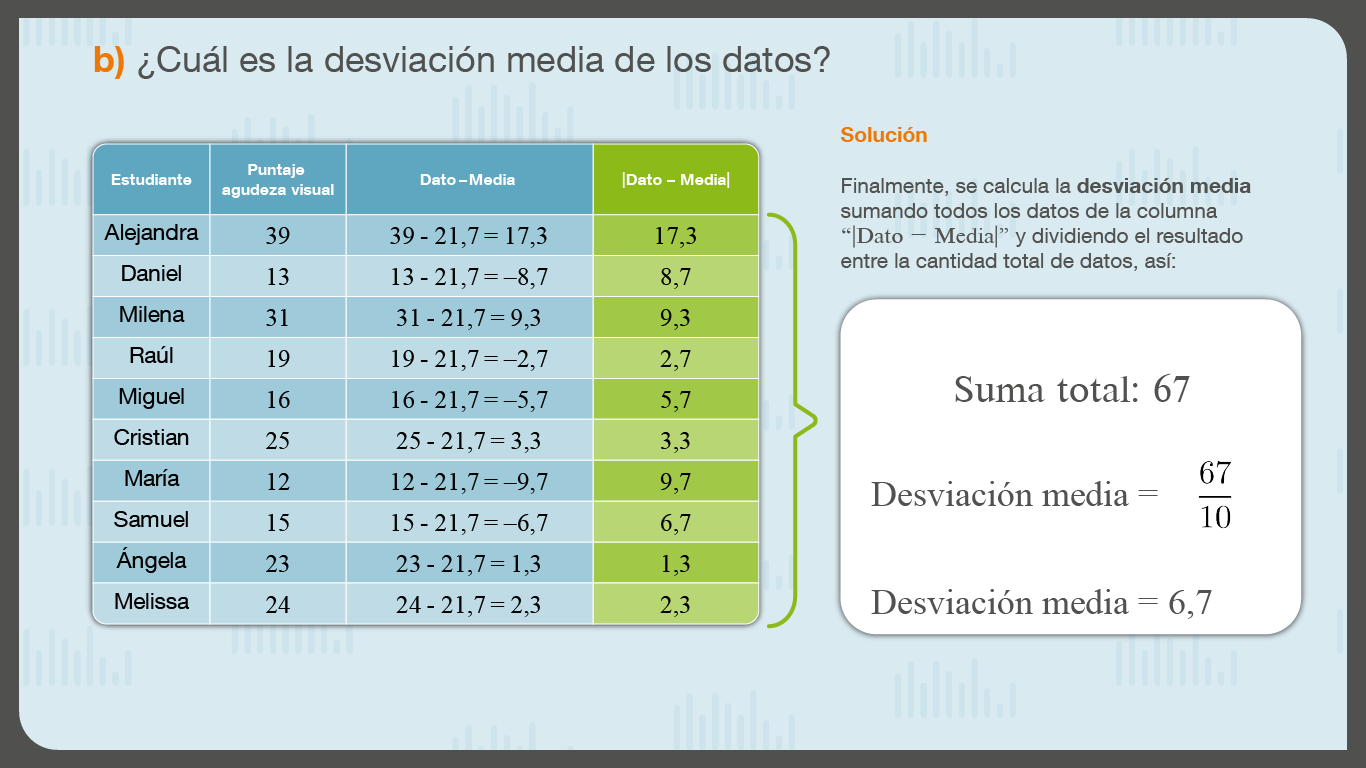 b) ¿Cuál es la desviación media de los datos?
Estudiante
Puntaje
agudeza visual
Dato – Media
|Dato – Media|
Alejandra 39 39 - 21,7 = 17,3 17,3
Daniel 13 13 - 21,7 = –8,7 8,7
Milena 31 31 - 21,7 = 9,3 9,3
Raúl 19 19 - 21,7 = –2,7 2,7
Miguel 16 16 - 21,7 = –5,7 5,7
Cristian 25 25 - 21,7 = 3,3 3,3
María 12 12 - 21,7 = –9,7 9,7
Samuel 15 15 - 21,7 = –6,7 6,7
Ángela 23 23 - 21,7 = 1,3 1,3
Melissa 24 24 - 21,7 = 2,3 2,3
Solución
Finalmente, se calcula la desviación media
sumando todos los datos de la columna
“|Dato − Media|” y dividiendo el resultado
entre la cantidad total de datos, así:
Suma total: 67
Desviación media =
67
10
Desviación media = 6,7